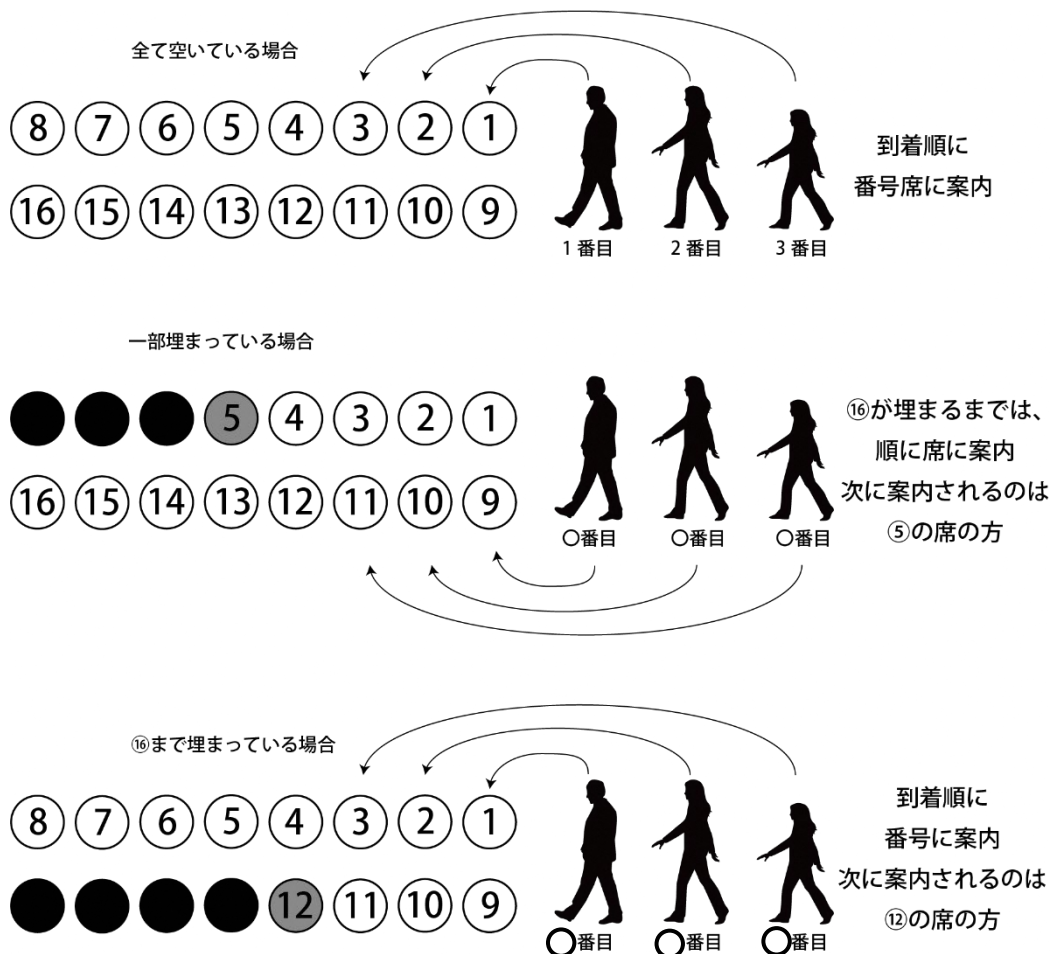 全て空いている場合
8 7 6 5 4 3 2 1
16 15 14 13 12 11 10 9
1番目 2番目 3番目
到着順に
番号席に案内
一部埋まっている場合
5 4 3 2 1
16 15 14 13 12 11 10 9
○番目 ○番目 ○番目
⑯が埋まるまでは、
順に席に案内
次に案内されるのは
⑤の席の方
⑯まで埋まっている場合
8 7 6 5 4 3 2 1
12 11 10 9
○番目 ○番目 ○番目
到着順に
番号に案内
次に案内されるのは
⑫の席の方